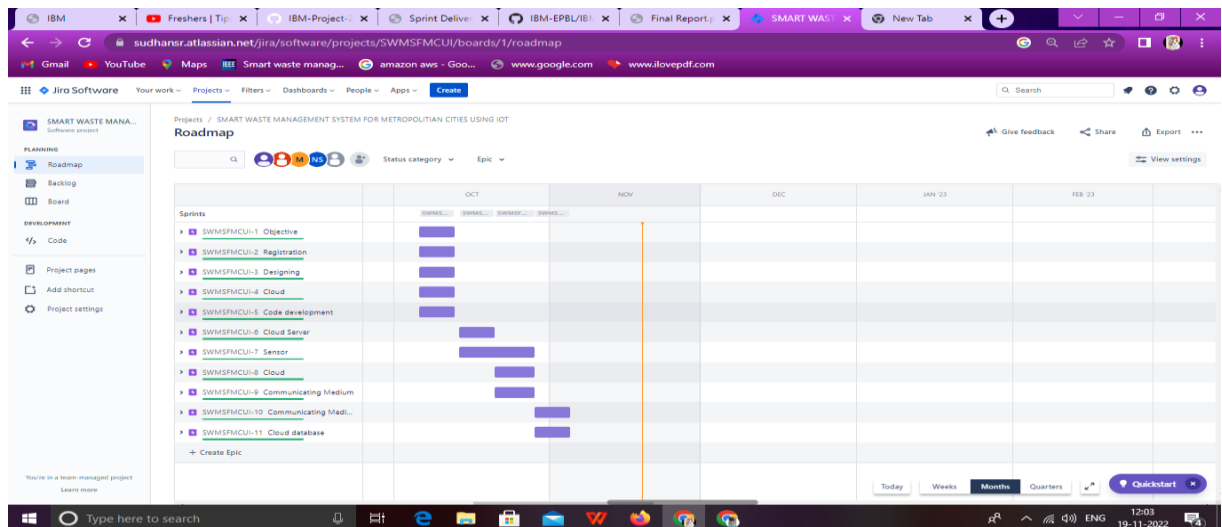 IBM
Freshers | Tip:
IBM-Project-
Sprint Deliver
IBM-EPBL/IBM
Final Report.p
SMART WAST
New Tab
sudhansr.atlassian.net/jira/software/projects/SWMSFMCUI/boards/1/roadmap
Gmail YouTube Maps Smart waste manag... amazon aws - Goo... www.google.com www.ilovepdf.com
Jira Software Your work Projects Filters Dashboards People Apps Create Search
SMART WASTE MANA...
Software project
PLANNING
Roadmap
Backlog
Board
DEVELOPMENT
Code
Project pages
Add shortcut
Project settings
You're in a team-managed project
Learn more
Projects / SMART WASTE MANAGEMENT SYSTEM FOR METROPOLITIAN CITIES USING IOT
Roadmap
Give feedback Share Export
M NS Status category Epic View settings
OCT NOV DEC JAN '23 FEB '23
Sprints SWMS... SWMS... SWMSF... SWMS...
SWMSFMCUI-1 Objective
SWMSFMCUI-2 Registration
SWMSFMCUI-3 Designing
SWMSFMCUI-4 Cloud
SWMSFMCUI-5 Code development
SWMSFMCUI-6 Cloud Server
SWMSFMCUI-7 Sensor
SWMSFMCUI-8 Cloud
SWMSFMCUI-9 Communicating Medium
SWMSFMCUI-10 Communicating Medi...
SWMSFMCUI-11 Cloud database
+ Create Epic
Today Weeks Months Quarters Quickstart
Type here to search
ENG
12:03
19-11-2022